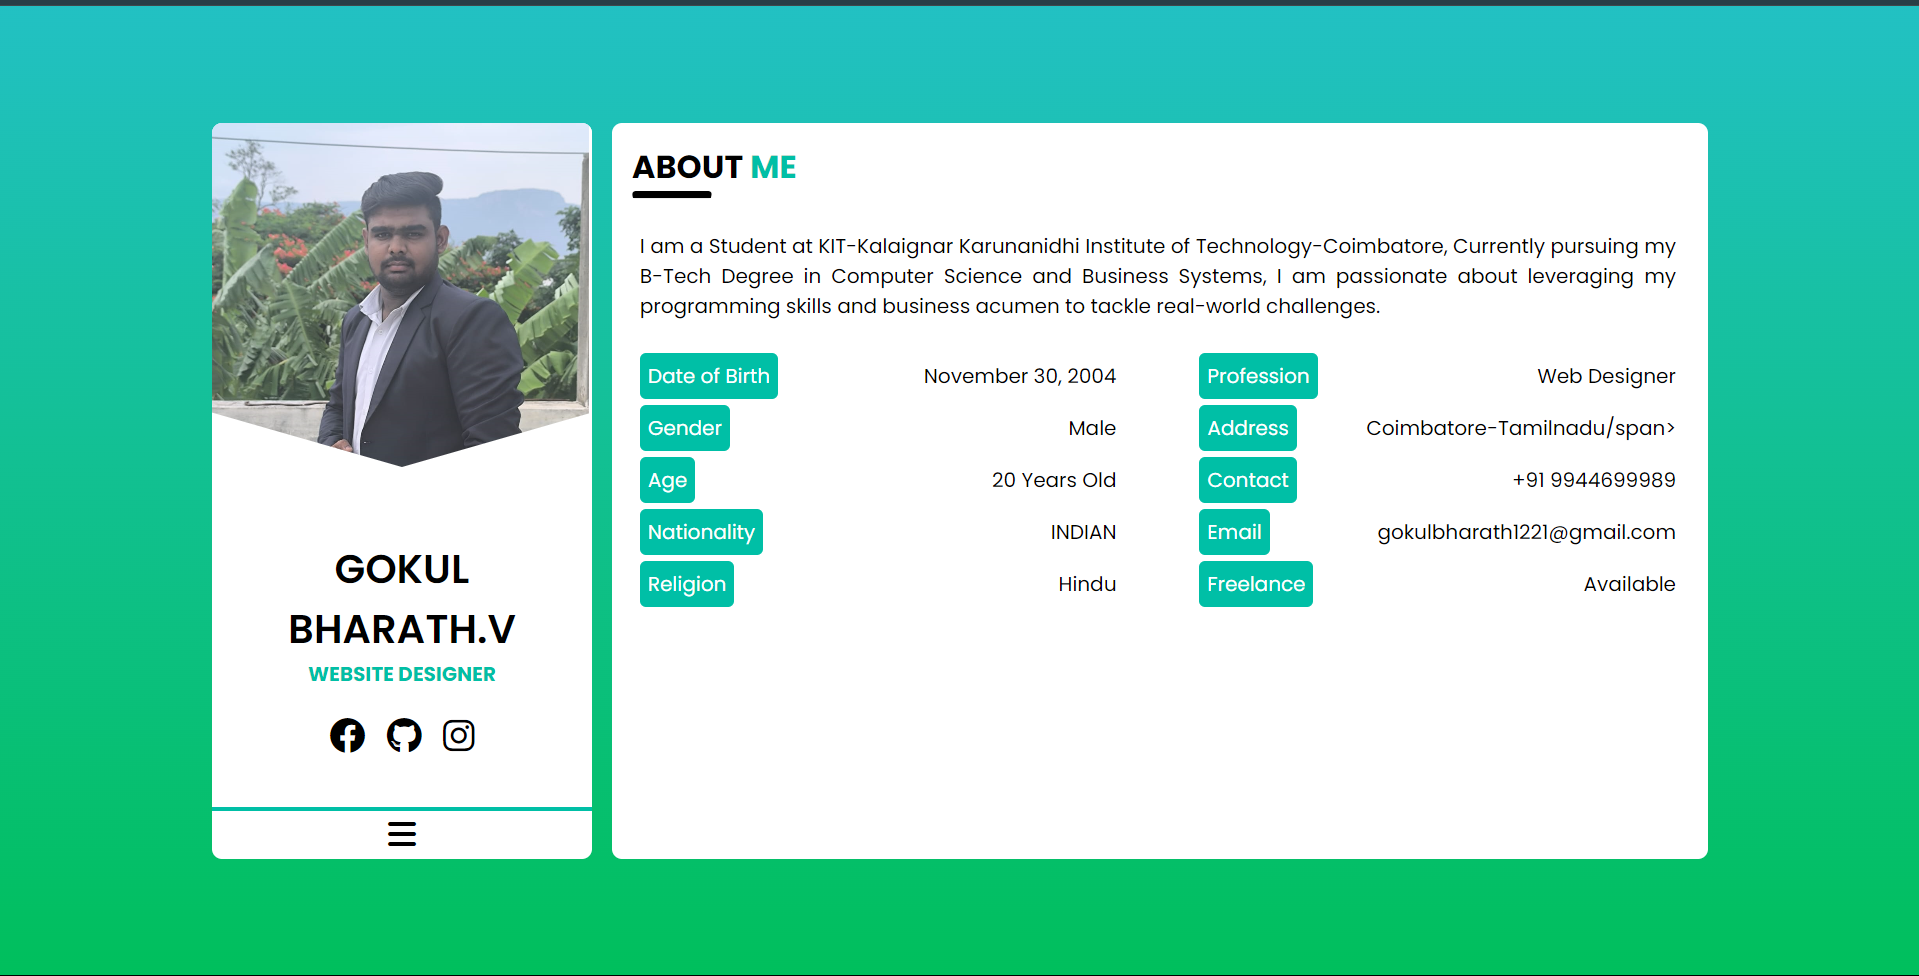 GOKUL
BHARATH.V
WEBSITE DESIGNER
ABOUT ME
I am a Student at KIT-Kalaignar Karunanidhi Institute of Technology-Coimbatore, Currently pursuing my
B-Tech Degree in Computer Science and Business Systems, I am passionate about leveraging my
programming skills and business acumen to tackle real-world challenges.
Date of Birth November 30, 2004
Gender Male
Age 20 Years Old
Nationality INDIAN
Religion Hindu
Profession Web Designer
Address Coimbatore-Tamilnadu/span>
Contact +91 9944699989
Email gokulbharath1221@gmail.com
Freelance Available